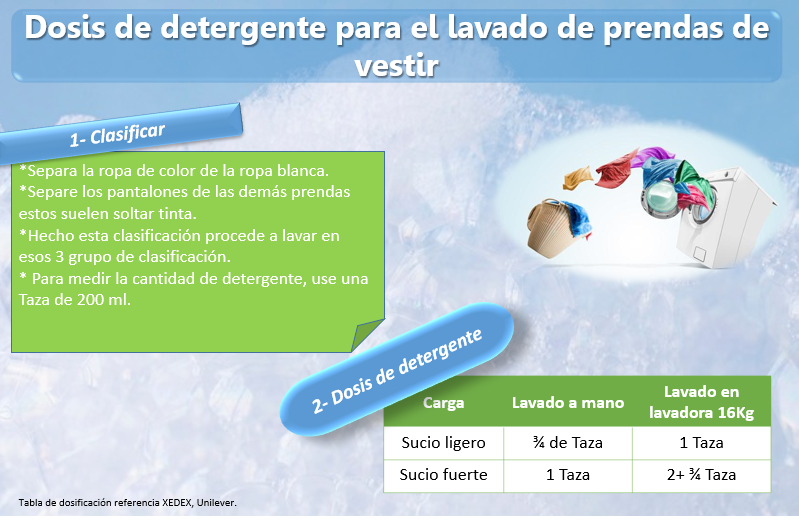 Dosis de detergente para el lavado de prendas de
vestir
1- Clasificar
*Separa la ropa de color de la ropa blanca.
*Separe los pantalones de las demás prendas
estos suelen soltar tinta.
*Hecho esta clasificación procede a lavar en
esos 3 grupo de clasificación.
* Para medir la cantidad de detergente, use una
Taza de 200 ml.
2- Dosis de detergente
Carga Lavado a mano Lavado en
lavadora 16Kg
Sucio ligero ¾ de Taza 1 Taza
Sucio fuerte 1 Taza 2+ ¾ Taza
Tabla de dosificación referencia XEDEX, Unilever.